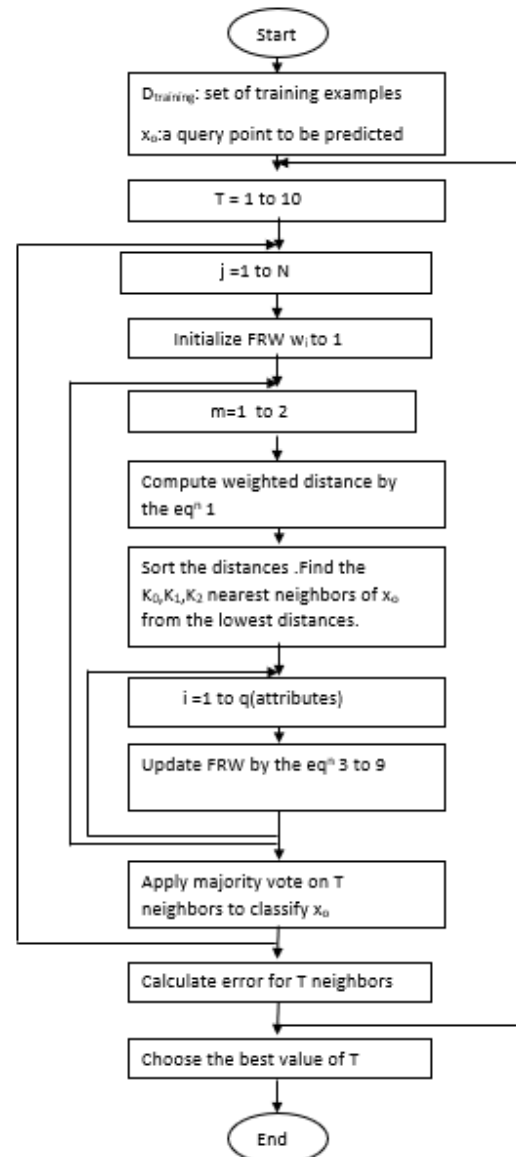 Start
Dtraining: set of training examples
xo:a query point to be predicted
T = 1 to 10
j =1 to N
Initialize FRW wi to 1
m=1 to 2
Compute weighted distance by
the eqⁿ 1
Sort the distances .Find the
K0,K1,K2 nearest neighbors of xo
from the lowest distances.
i =1 to q(attributes)
Update FRW by the eqⁿ 3 to 9
Apply majority vote on T
neighbors to classify xo
Calculate error for T neighbors
Choose the best value of T
End